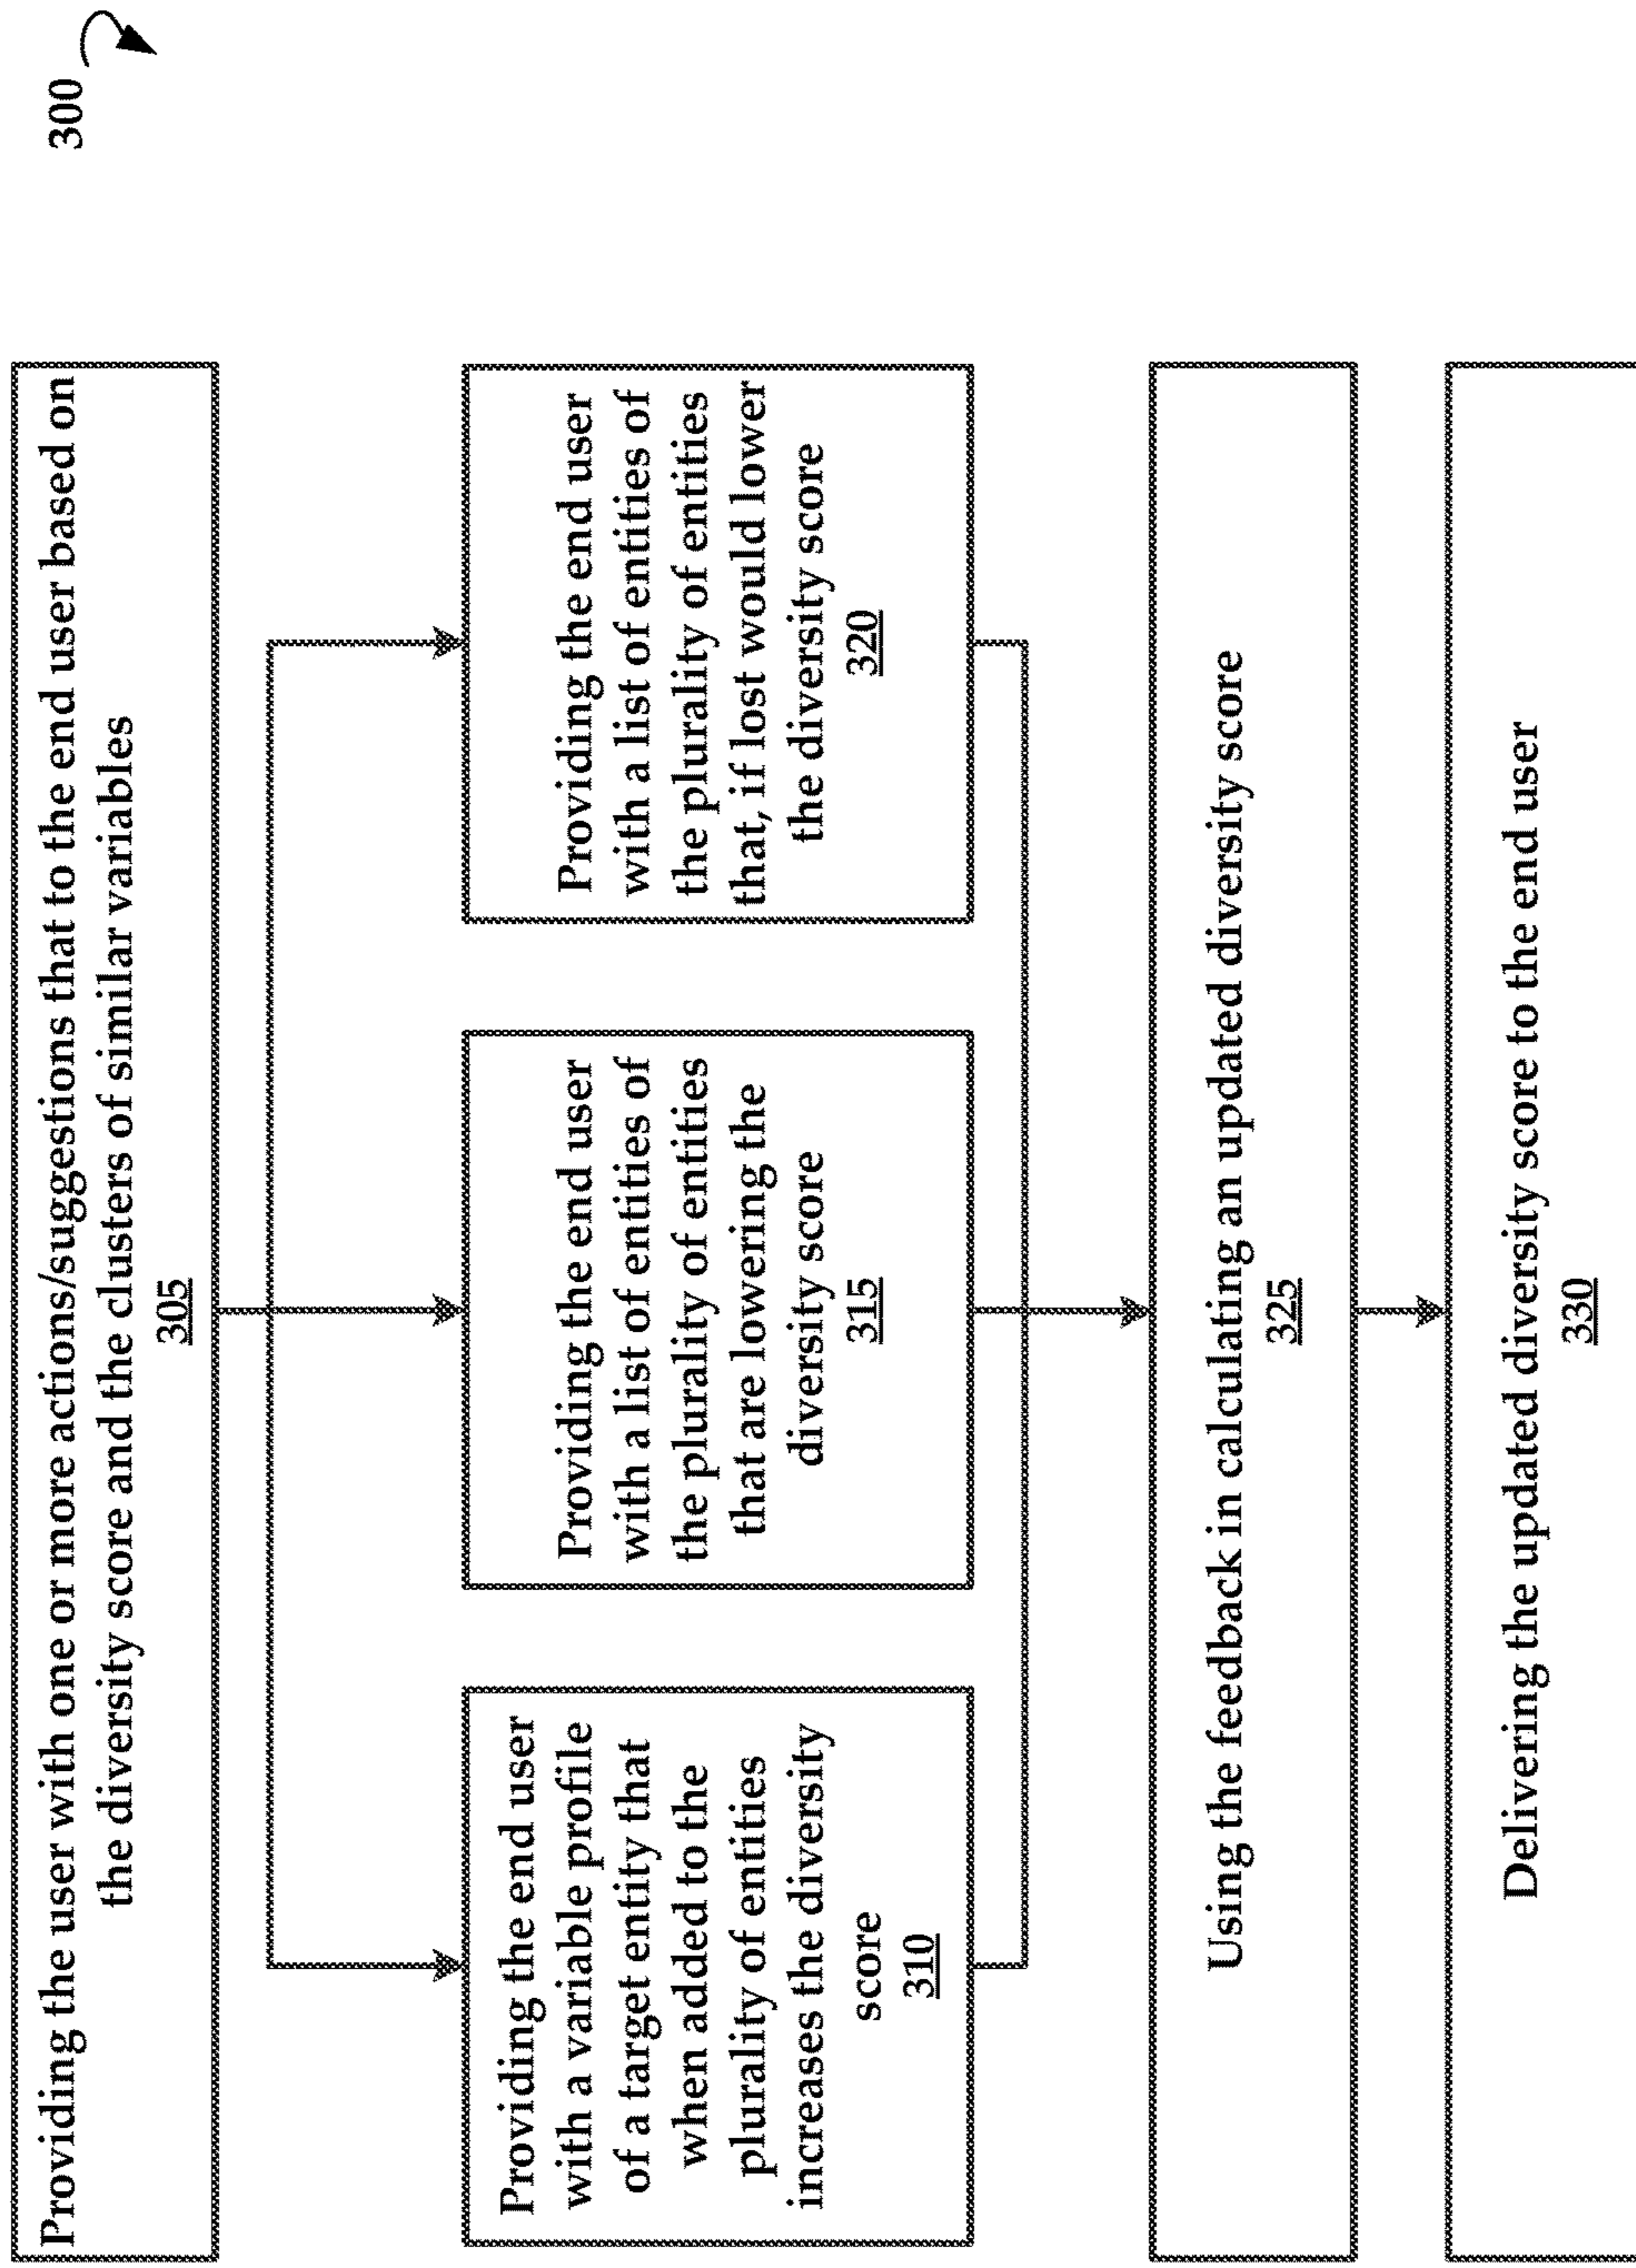 300
Providing the user with one or more actions/suggestions that to the end user based on
the diversity score and the clusters of similar variables
305
Providing the end user
with a variable profile
of a target entity that
when added to the
plurality of entities
increases the diversity
score
310
Providing the end user
with a list of entities of
the plurality of entities
that are lowering the
diversity score
315
Providing the end user
with a list of entities of
the plurality of entities
that, if lost would lower
the diversity score
320
Using the feedback in calculating an updated diversity score
325
Delivering the updated diversity score to the end user
330